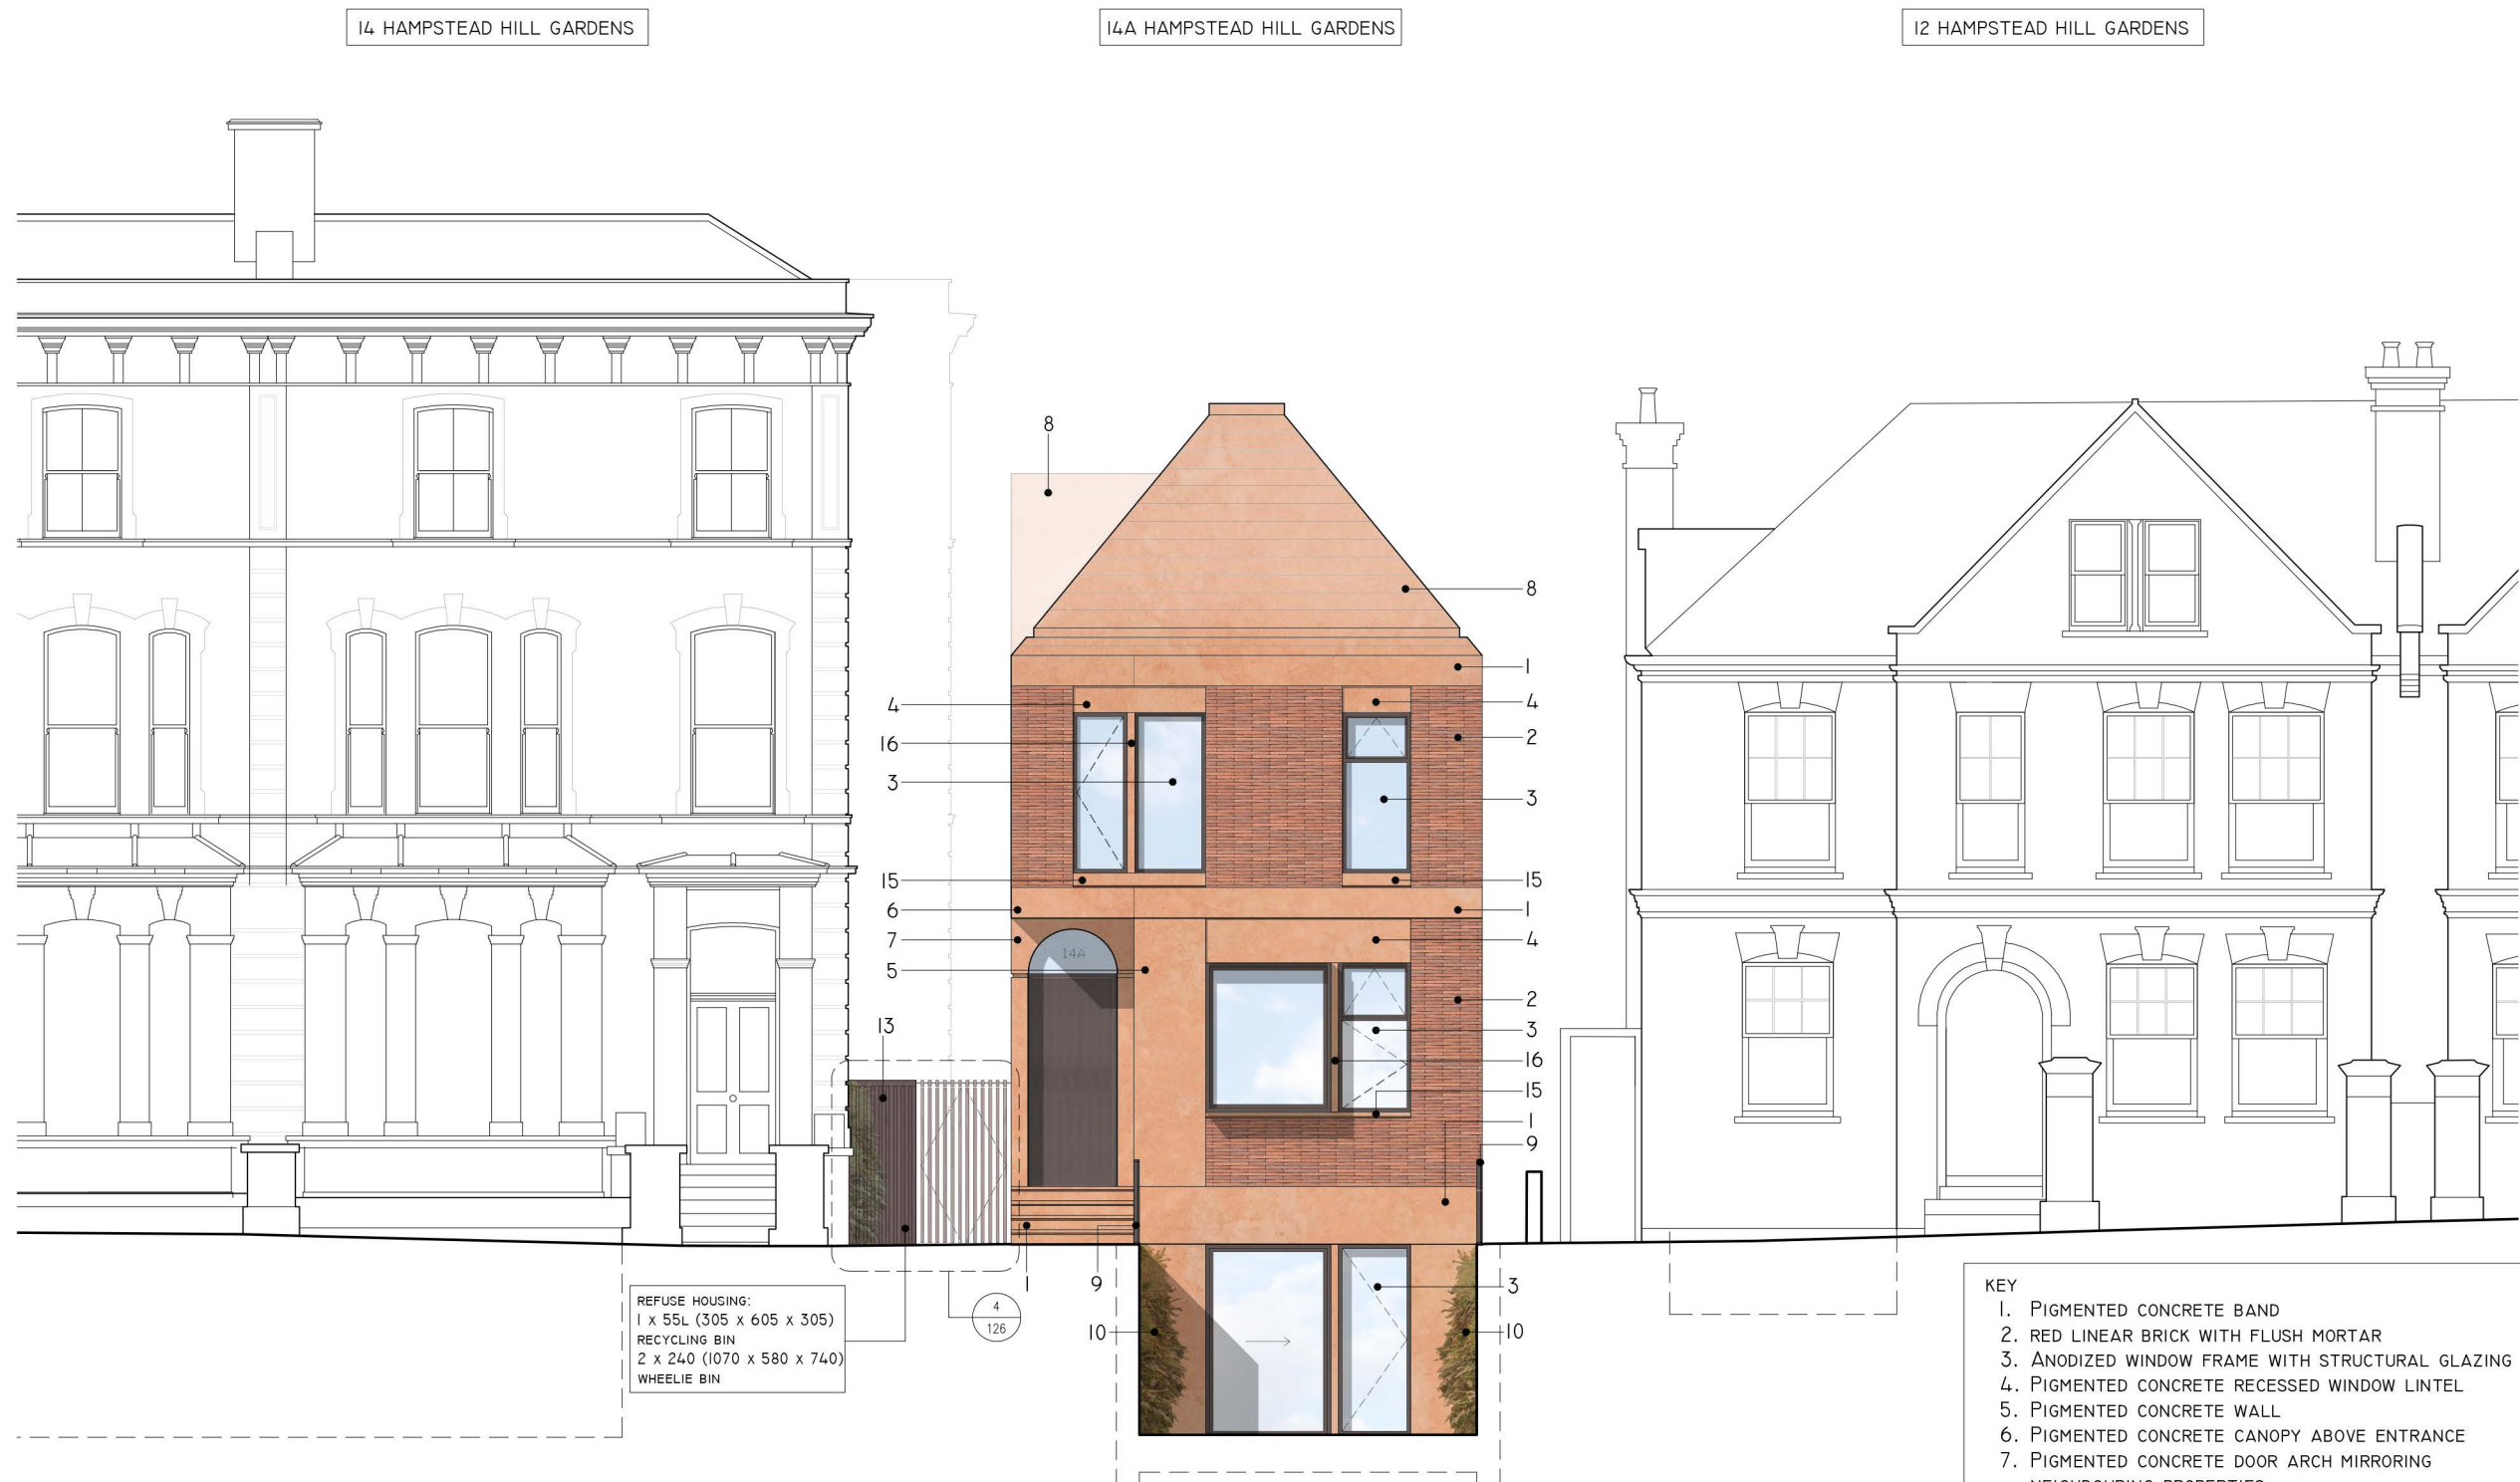 14 HAMPSTEAD HILL GARDENS
14A HAMPSTEAD HILL GARDENS
12 HAMPSTEAD HILL GARDENS
8
8
1
4
4
16
2
3
3
15
15
6
1
7
4
14A
5
13
2
3
16
15
1
9
1
9
3
10
10
REFUSE HOUSING:
1 x 55L (305 x 605 x 305)
RECYCLING BIN
2 x 240 (1070 x 580 x 740)
WHEELIE BIN
4
126
KEY
1. PIGMENTED CONCRETE BAND
2. RED LINEAR BRICK WITH FLUSH MORTAR
3. ANODIZED WINDOW FRAME WITH STRUCTURAL GLAZING
4. PIGMENTED CONCRETE RECESSED WINDOW LINTEL
5. PIGMENTED CONCRETE WALL
6. PIGMENTED CONCRETE CANOPY ABOVE ENTRANCE
7. PIGMENTED CONCRETE DOOR ARCH MIRRORING
NEIGHBOURING PROPERTIES